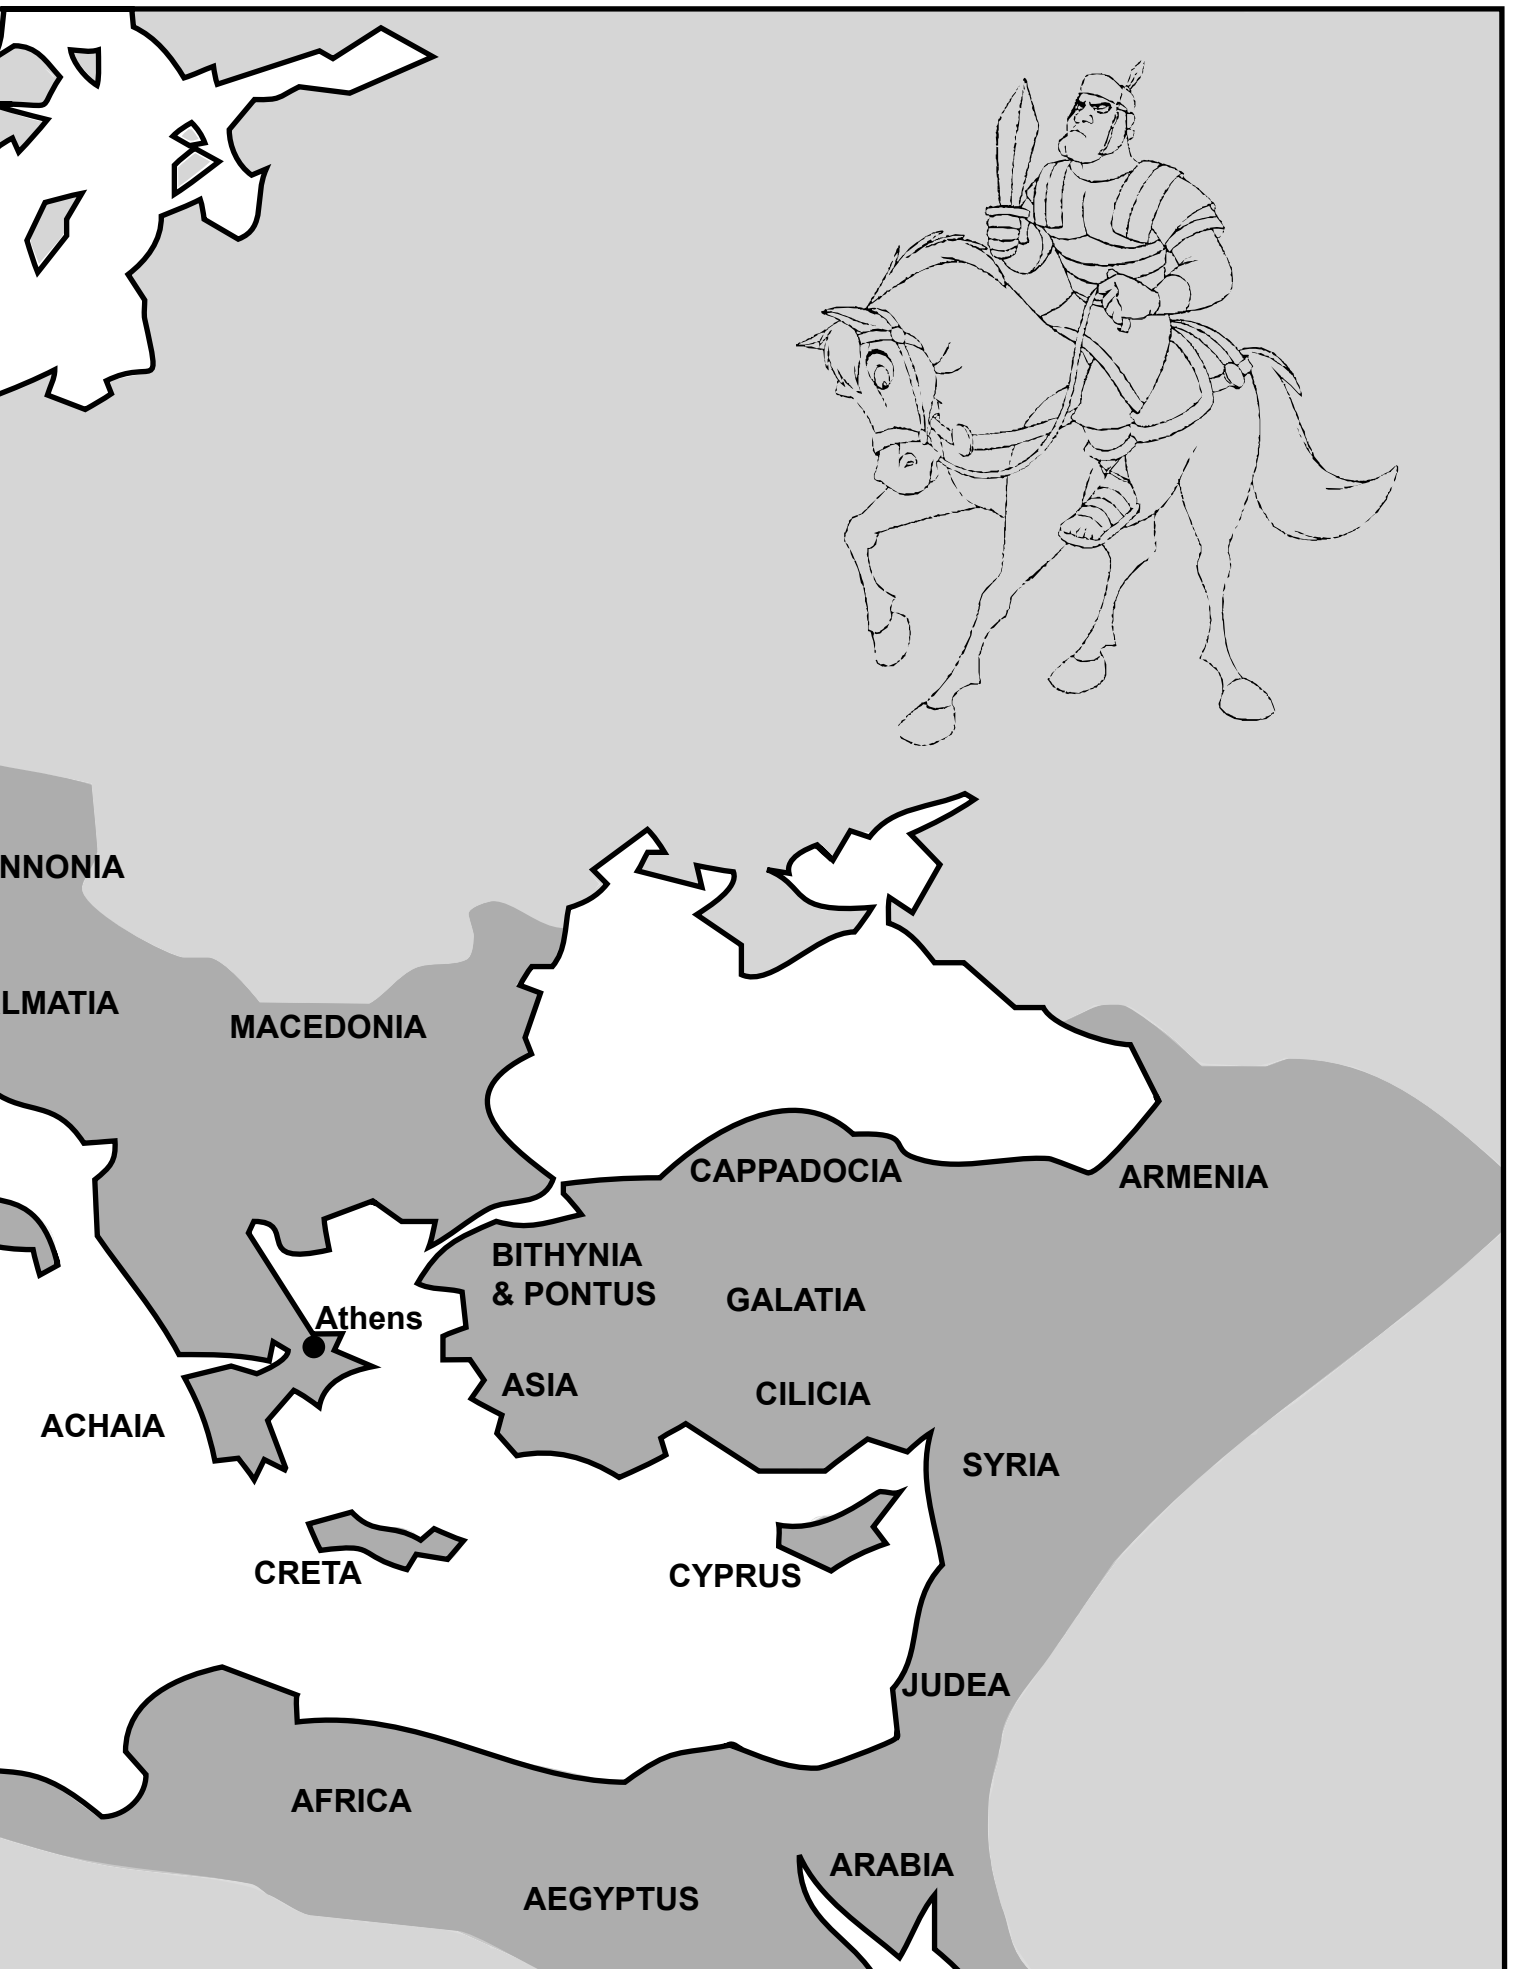 NNONIA
LMATIA
MACEDONIA
CAPPADOCIA
ARMENIA
BITHYNIA
& PONTUS
GALATIA
Athens
ASIA
CILICIA
ACHAIA
SYRIA
CRETA
CYPRUS
JUDEA
AFRICA
ARABIA
AEGYPTUS